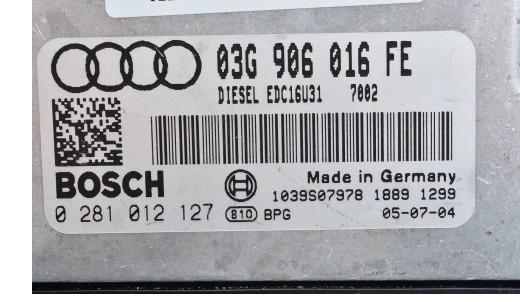 03G 906 016 FE
DIESEL EDC16U31 7002
BOSCH
Made in Germany
1039S07978 1889 1299
0 281 012 127 B10 BPG 05-07-04